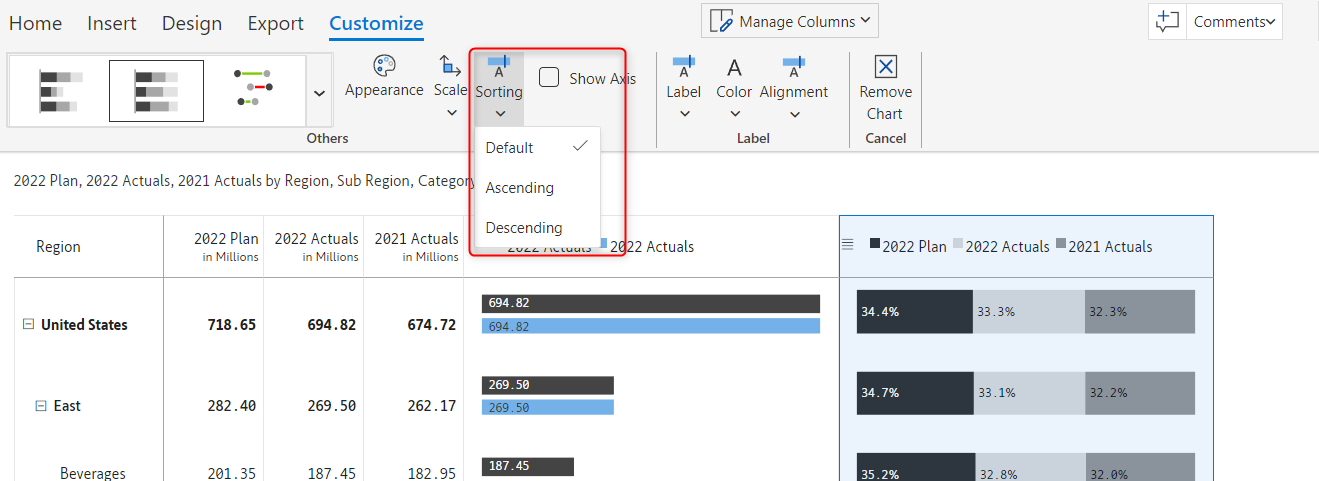 Home Insert Design Export Customize Manage Columns Comments
Appearance Scale Sorting Show Axis Label Color Alignment Remove Chart
Others Label Cancel
Default
Ascending
Descending
2022 Plan, 2022 Actuals, 2021 Actuals by Region, Sub Region, Category
Region 2022 Plan in Millions 2022 Actuals in Millions 2021 Actuals in Millions 2022 Actuals 2022 Actuals 2022 Plan 2022 Actuals 2021 Actuals
United States 718.65 694.82 674.72 694.82 694.82 34.4% 33.3% 32.3%
East 282.40 269.50 262.17 269.50 269.50 34.7% 33.1% 32.2%
Beverages 201.35 187.45 182.95 187.45 35.2% 32.8% 32.0%